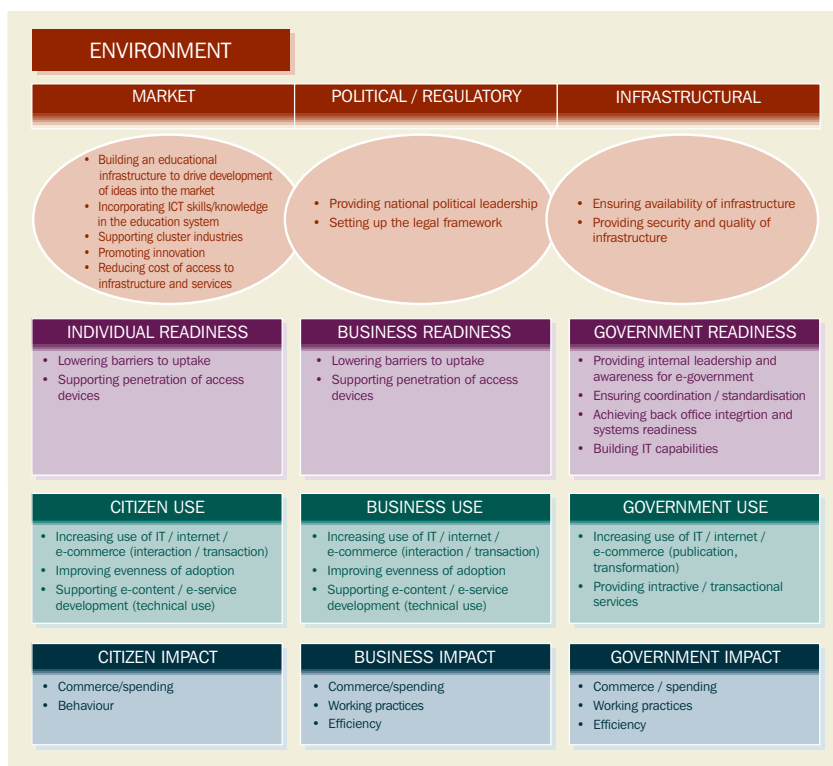 ENVIRONMENT
MARKET
POLITICAL / REGULATORY
INFRASTRUCTURAL
• Building an educational
infrastructure to drive development
of ideas into the market
• Incorporating ICT skills/knowledge
in the education system
• Supporting cluster industries
• Promoting innovation
• Reducing cost of access to
infrastructure and services
• Providing national political leadership
• Setting up the legal framework
• Ensuring availability of infrastructure
• Providing security and quality of
infrastructure
INDIVIDUAL READINESS
• Lowering barriers to uptake
• Supporting penetration of access
devices
BUSINESS READINESS
• Lowering barriers to uptake
• Supporting penetration of access
devices
GOVERNMENT READINESS
• Providing internal leadership and
awareness for e-government
• Ensuring coordination / standardisation
• Achieving back office integrtion and
systems readiness
• Building IT capabilities
CITIZEN USE
• Increasing use of IT / internet /
e-commerce (interaction / transaction)
• Improving evenness of adoption
• Supporting e-content / e-service
development (technical use)
BUSINESS USE
• Increasing use of IT / internet /
e-commerce (interaction / transaction)
• Improving evenness of adoption
• Supporting e-content / e-service
development (technical use)
GOVERNMENT USE
• Increasing use of IT / internet /
e-commerce (publication,
transformation)
• Providing intractive / transactional
services
CITIZEN IMPACT
• Commerce/spending
• Behaviour
BUSINESS IMPACT
• Commerce/spending
• Working practices
• Efficiency
GOVERNMENT IMPACT
• Commerce / spending
• Working practices
• Efficiency